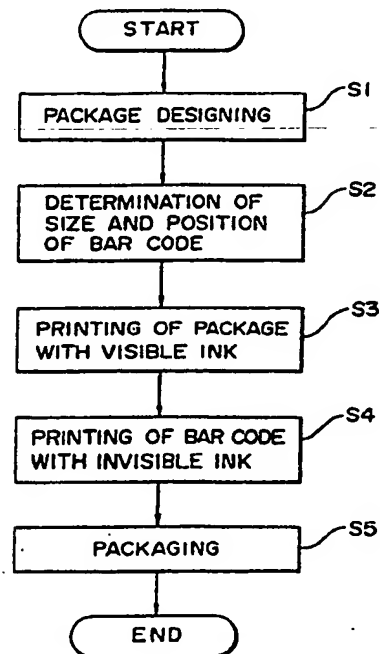 START
S1
PACKAGE DESIGNING
S2
DETERMINATION OF
SIZE AND POSITION
OF BAR CODE
S3
PRINTING OF PACKAGE
WITH VISIBLE INK
S4
PRINTING OF BAR CODE
WITH INVISIBLE INK
S5
PACKAGING
END